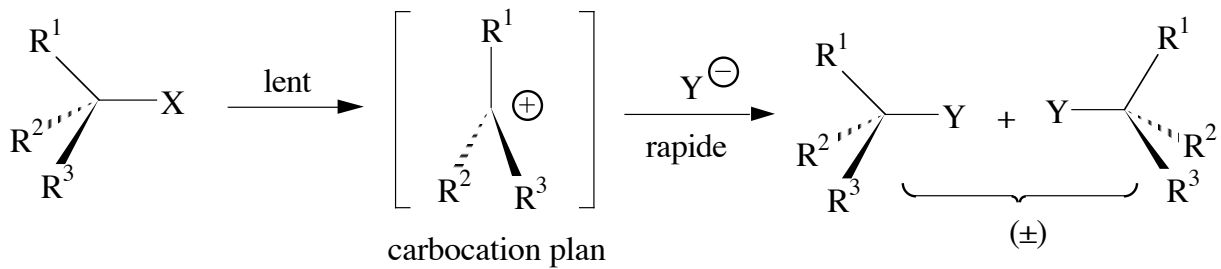 R¹
R²
R³
X
lent
R¹
+
R²
R³
carbocation plan
Y −
rapide
R¹
R²
R³
Y
+
Y
R¹
R²
R³
(±)